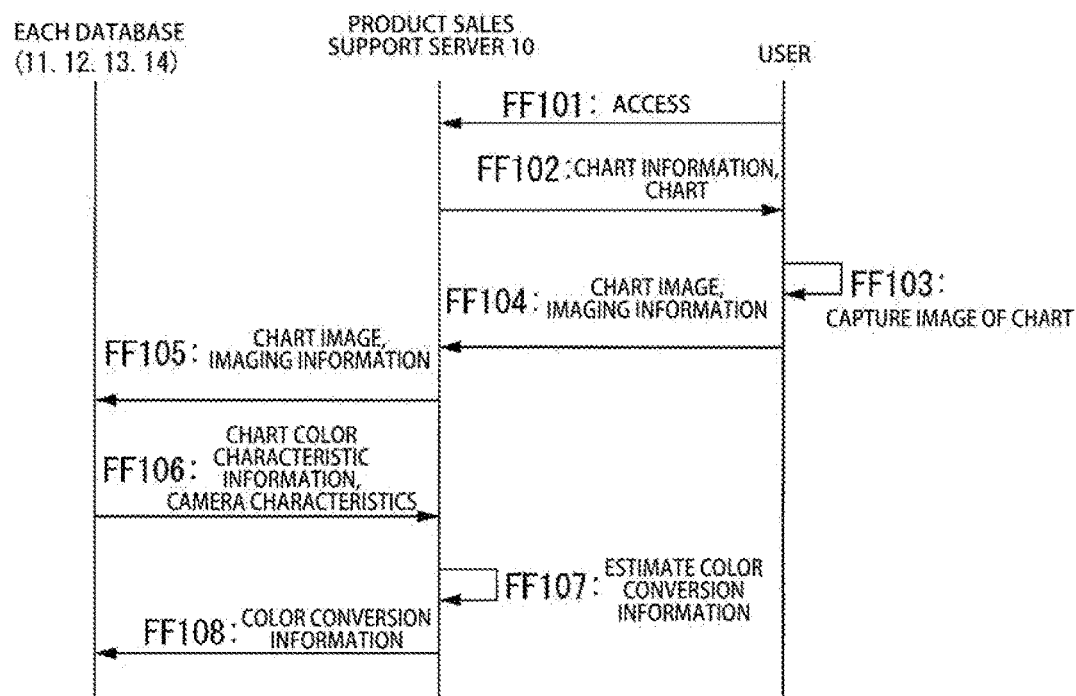 EACH DATABASE
(11. 12. 13. 14)
PRODUCT SALES
SUPPORT SERVER 10
USER
FF101: ACCESS
FF102: CHART INFORMATION,
CHART
FF103:
CAPTURE IMAGE OF CHART
FF104: CHART IMAGE,
IMAGING INFORMATION
FF105: CHART IMAGE,
IMAGING INFORMATION
FF106: CHART COLOR
CHARACTERISTIC
INFORMATION,
CAMERA CHARACTERISTICS
FF107: ESTIMATE COLOR
CONVERSION
INFORMATION
FF108: COLOR CONVERSION
INFORMATION